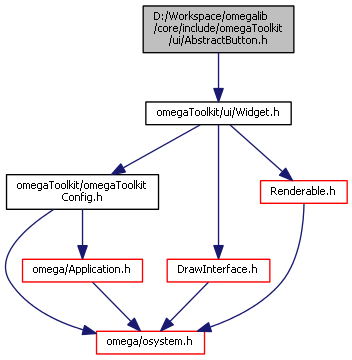 D:/Workspace/omegalib
/core/include/omegaToolkit
/ui/AbstractButton.h
omegaToolkit/ui/Widget.h
omegaToolkit/omegaToolkit
Config.h
Renderable.h
omega/Application.h
DrawInterface.h
omega/osystem.h